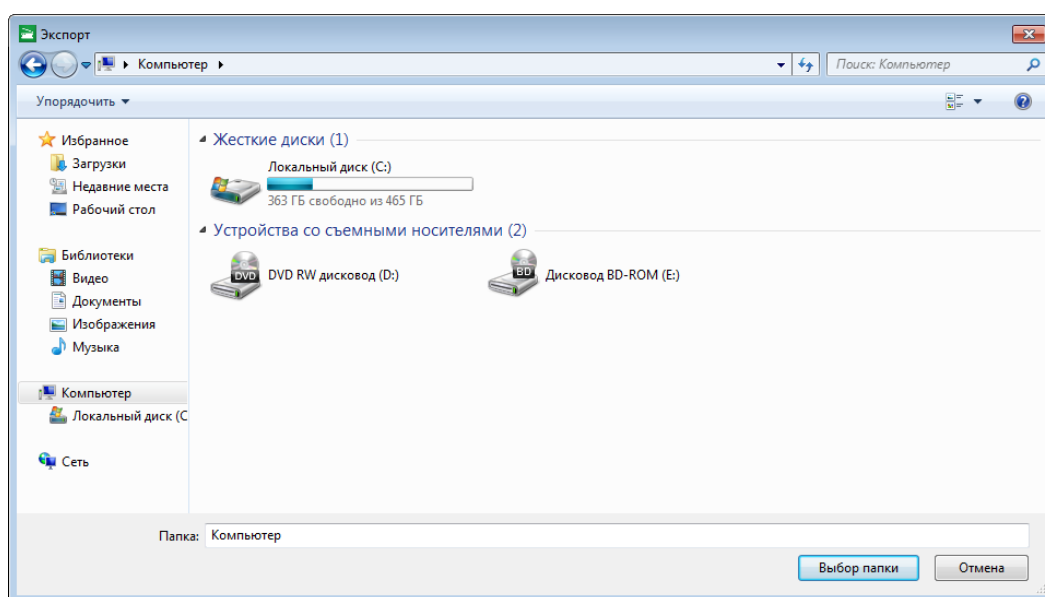 Экспорт
Компьютер
Поиск: Компьютер
Упорядочить
Избранное
Загрузки
Недавние места
Рабочий стол
Библиотеки
Видео
Документы
Изображения
Музыка
Компьютер
Локальный диск (C
Сеть
Жесткие диски (1)
Локальный диск (C:)
363 ГБ свободно из 465 ГБ
Устройства со съемными носителями (2)
DVD
DVD RW дисковод (D:)
BD
Дисковод BD-ROM (E:)
Папка: Компьютер
Выбор папки Отмена